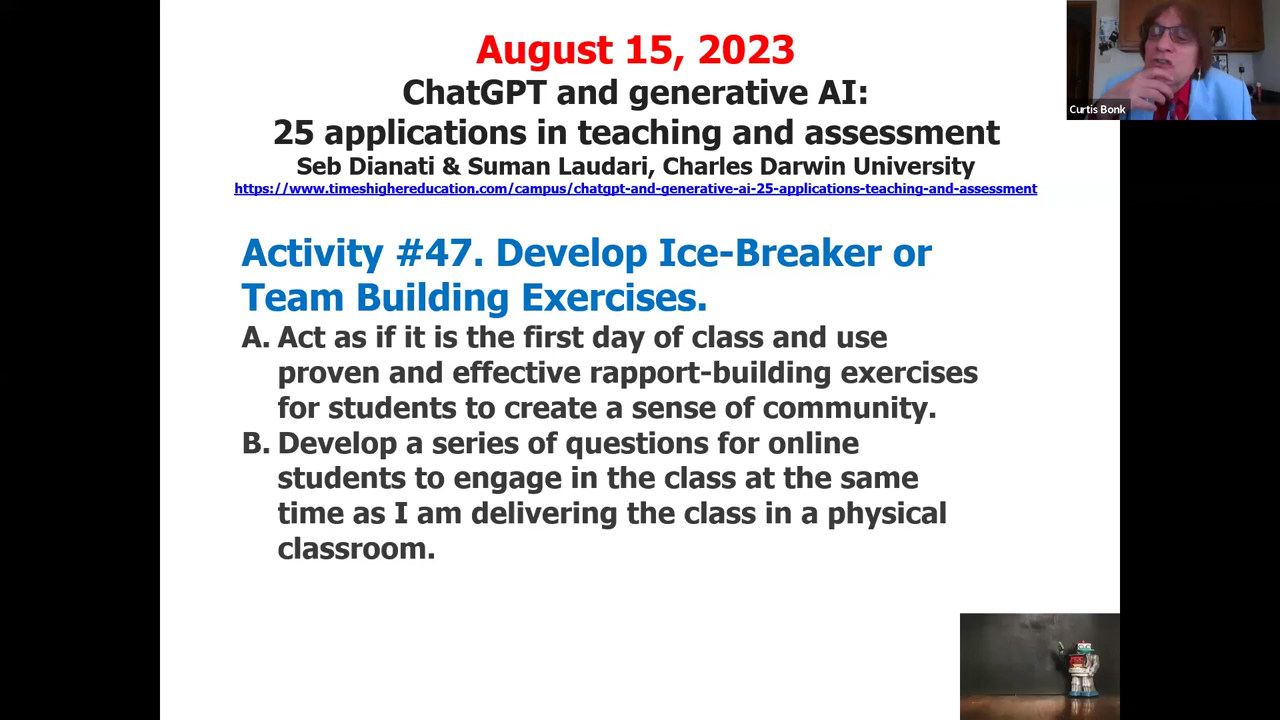 August 15, 2023
ChatGPT and generative AI:
25 applications in teaching and assessment
Seb Dianati & Suman Laudari, Charles Darwin University
https://www.timeshighereducation.com/campus/chatgpt-and-generative-ai-25-applications-teaching-and-assessment
Curtis Bonk
Activity #47. Develop Ice-Breaker or
Team Building Exercises.
A. Act as if it is the first day of class and use
proven and effective rapport-building exercises
for students to create a sense of community.
B. Develop a series of questions for online
students to engage in the class at the same
time as I am delivering the class in a physical
classroom.